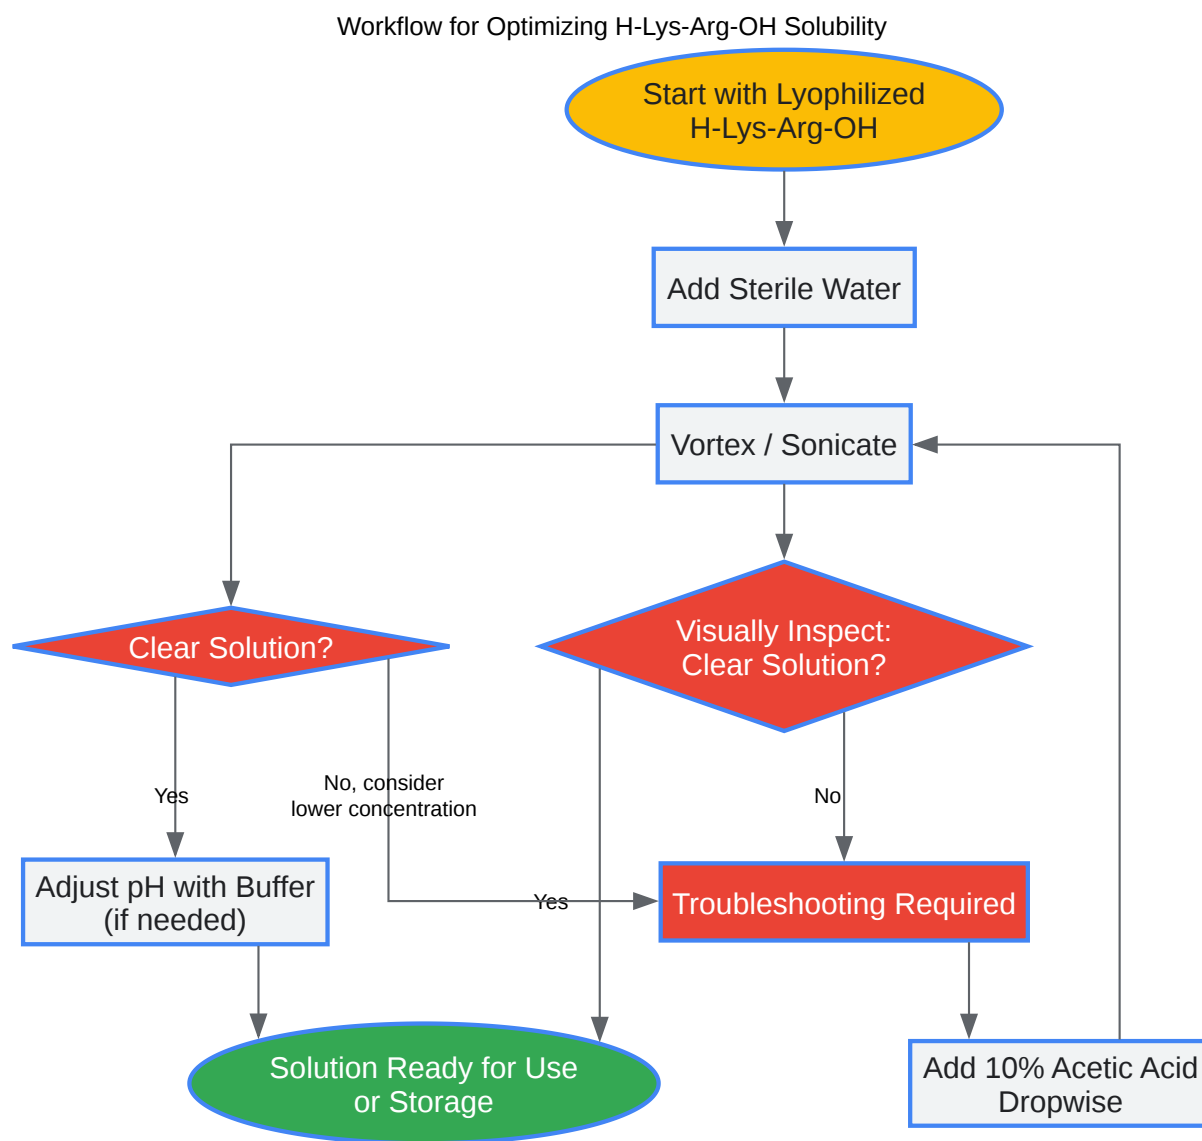 Workflow for Optimizing H-Lys-Arg-OH Solubility
Start with Lyophilized
H-Lys-Arg-OH
Add Sterile Water
Vortex / Sonicate
Clear Solution?
Visually Inspect:
Clear Solution?
Yes
No, consider
lower concentration
No
Adjust pH with Buffer
(if needed)
Yes
Troubleshooting Required
Solution Ready for Use
or Storage
Add 10% Acetic Acid
Dropwise